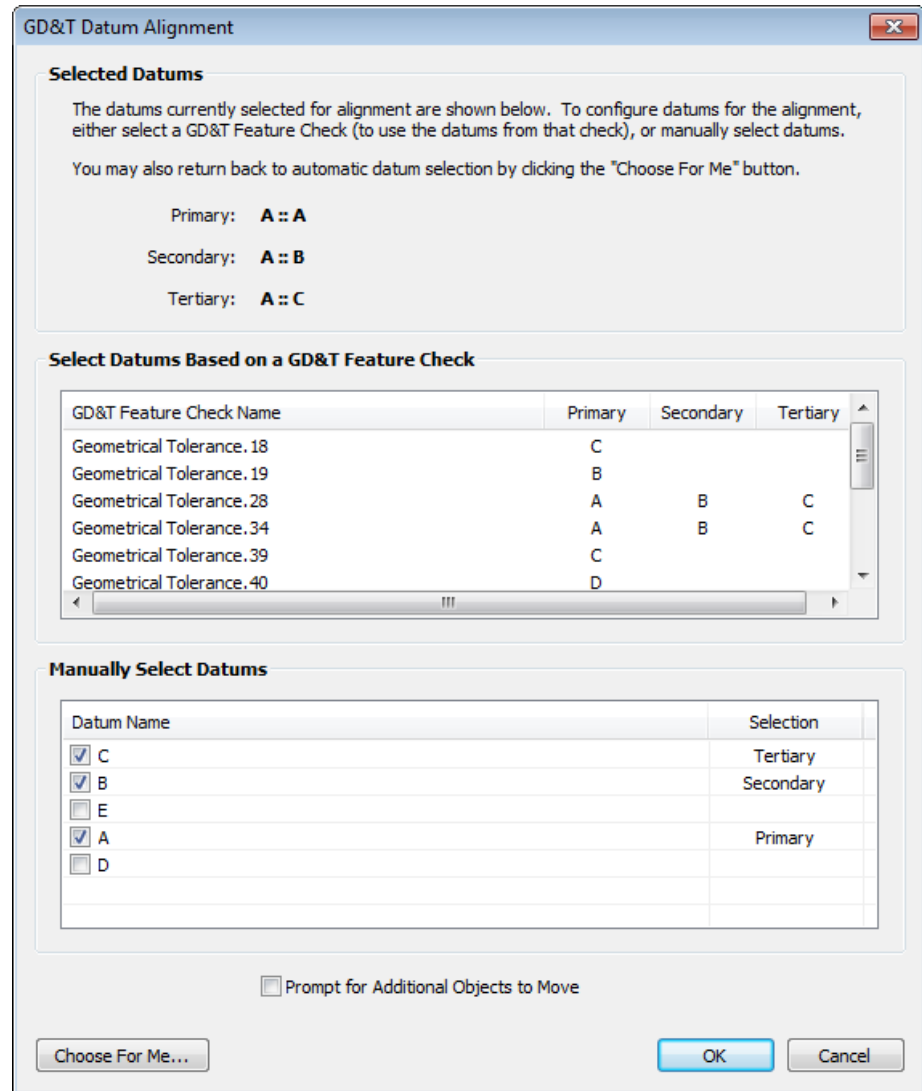 GD&T Datum Alignment
Selected Datums
The datums currently selected for alignment are shown below. To configure datums for the alignment,
either select a GD&T Feature Check (to use the datums from that check), or manually select datums.
You may also return back to automatic datum selection by clicking the "Choose For Me" button.
Primary: A :: A
Secondary: A :: B
Tertiary: A :: C
Select Datums Based on a GD&T Feature Check
GD&T Feature Check Name Primary Secondary Tertiary
Geometrical Tolerance.18 C
Geometrical Tolerance.19 B
Geometrical Tolerance.28 A B C
Geometrical Tolerance.34 A B C
Geometrical Tolerance.39 C
Geometrical Tolerance.40 D
Manually Select Datums
Datum Name Selection
C Tertiary
B Secondary
E
A Primary
D
Prompt for Additional Objects to Move
Choose For Me... OK Cancel